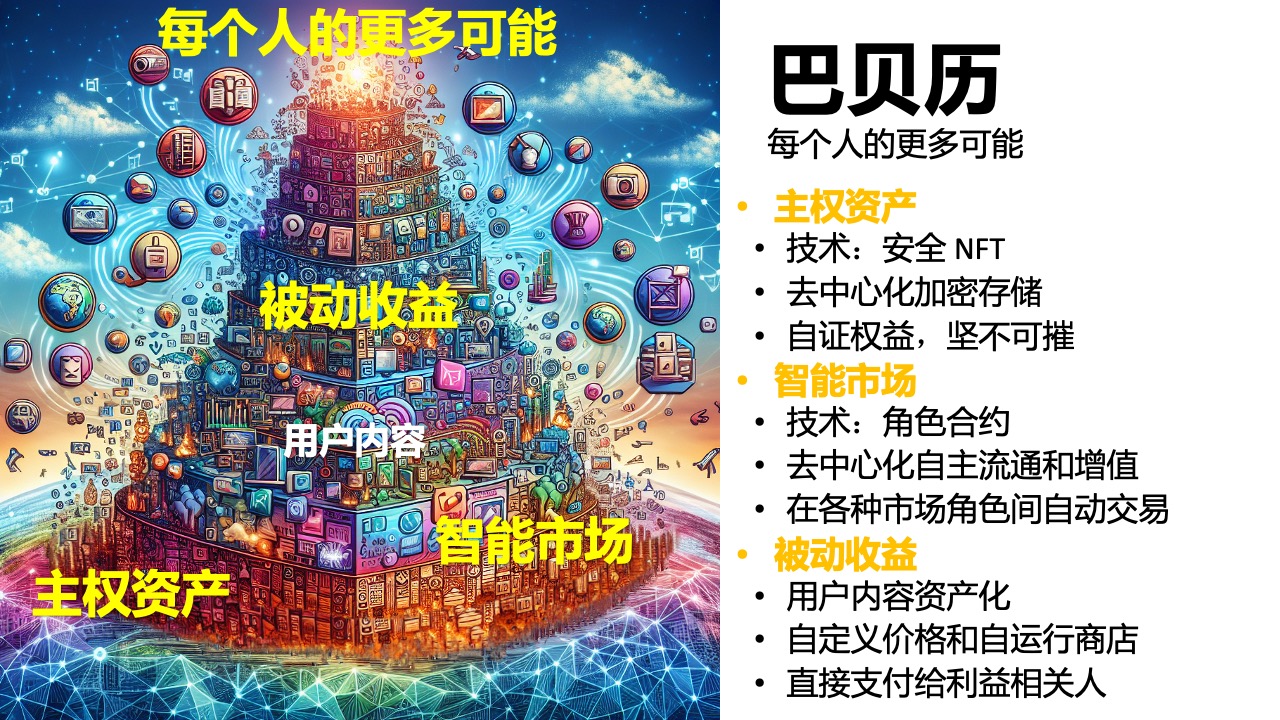 每个人的更多可能
被动收益
用户内容
智能市场
主权资产
巴贝历
每个人的更多可能
• 主权资产
• 技术：安全 NFT
• 去中心化加密存储
• 自证权益，坚不可摧
• 智能市场
• 技术：角色合约
• 去中心化自主流通和增值
• 在各种市场角色间自动交易
• 被动收益
• 用户内容资产化
• 自定义价格和自运行商店
• 直接支付给利益相关人